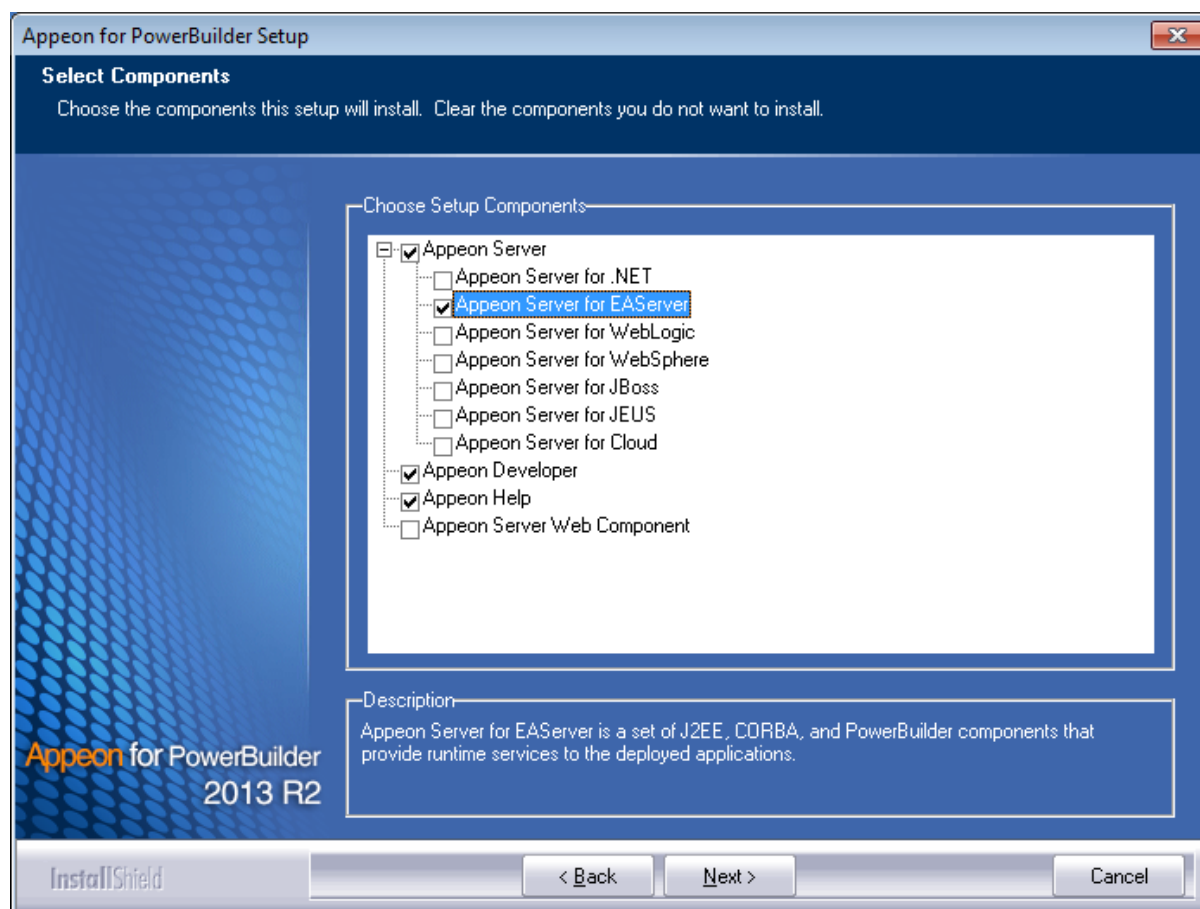 Appeon for PowerBuilder Setup
Select Components
Choose the components this setup will install. Clear the components you do not want to install.
Choose Setup Components
Appeon Server
Appeon Server for .NET
Appeon Server for EAServer
Appeon Server for WebLogic
Appeon Server for WebSphere
Appeon Server for JBoss
Appeon Server for JEUS
Appeon Server for Cloud
Appeon Developer
Appeon Help
Appeon Server Web Component
Description
Appeon Server for EAServer is a set of J2EE, CORBA, and PowerBuilder components that
provide runtime services to the deployed applications.
Appeon for PowerBuilder
2013 R2
InstallShield
< Back
Next >
Cancel